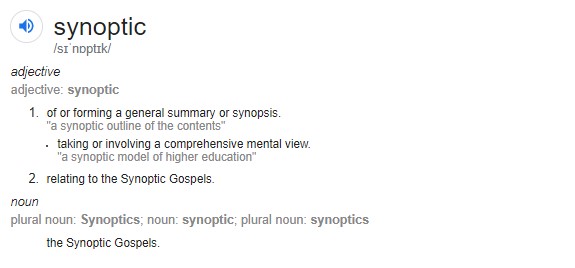 synoptic
/sɪˈnɒptɪk/
adjective
adjective: synoptic
1. of or forming a general summary or synopsis.
"a synoptic outline of the contents"
· taking or involving a comprehensive mental view.
"a synoptic model of higher education"
2. relating to the Synoptic Gospels.
noun
plural noun: Synoptics; noun: synoptic; plural noun: synoptics
the Synoptic Gospels.